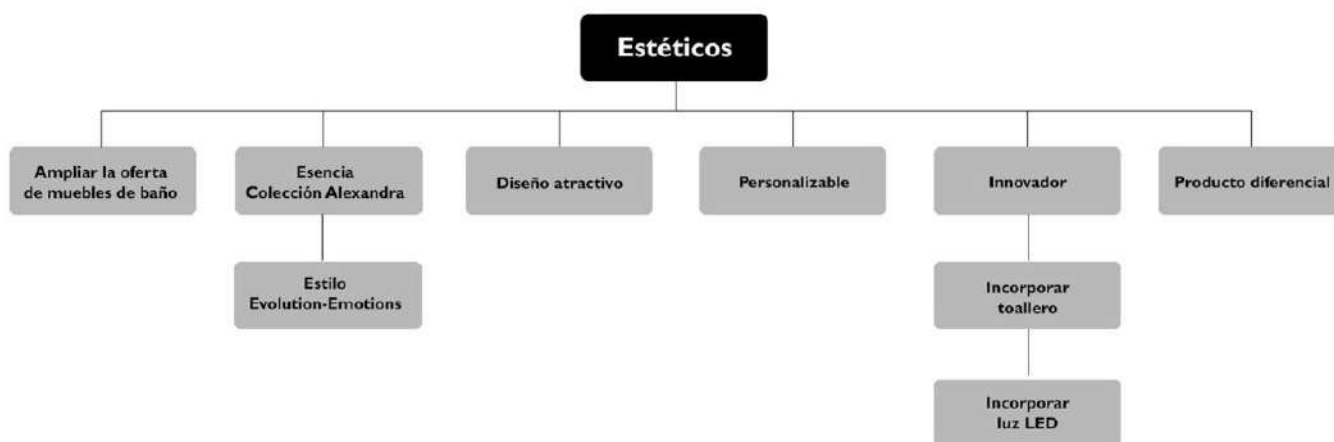 Estéticos
Ampliar la oferta
de muebles de baño
Esencia
Colección Alexandra
Diseño atractivo
Personalizable
Innovador
Producto diferencial
Estilo
Evolution-Emotions
Incorporar
toallero
Incorporar
luz LED